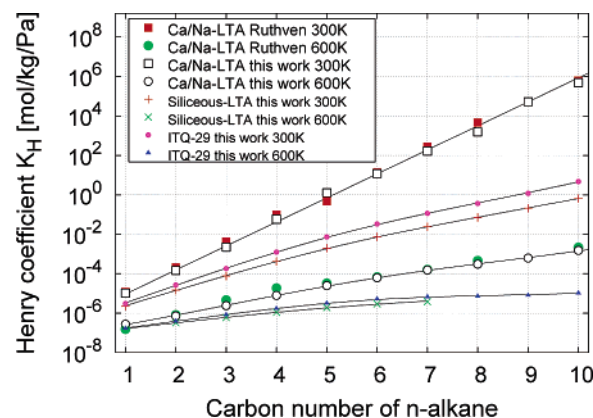 Henry coefficient K_H [mol/kg/Pa]
10^8
10^6
10^4
10^2
10^0
10^-2
10^-4
10^-6
10^-8
Ca/Na-LTA Ruthven 300K
Ca/Na-LTA Ruthven 600K
Ca/Na-LTA this work 300K
Ca/Na-LTA this work 600K
Siliceous-LTA this work 300K
Siliceous-LTA this work 600K
ITQ-29 this work 300K
ITQ-29 this work 600K
1 2 3 4 5 6 7 8 9 10
Carbon number of n-alkane